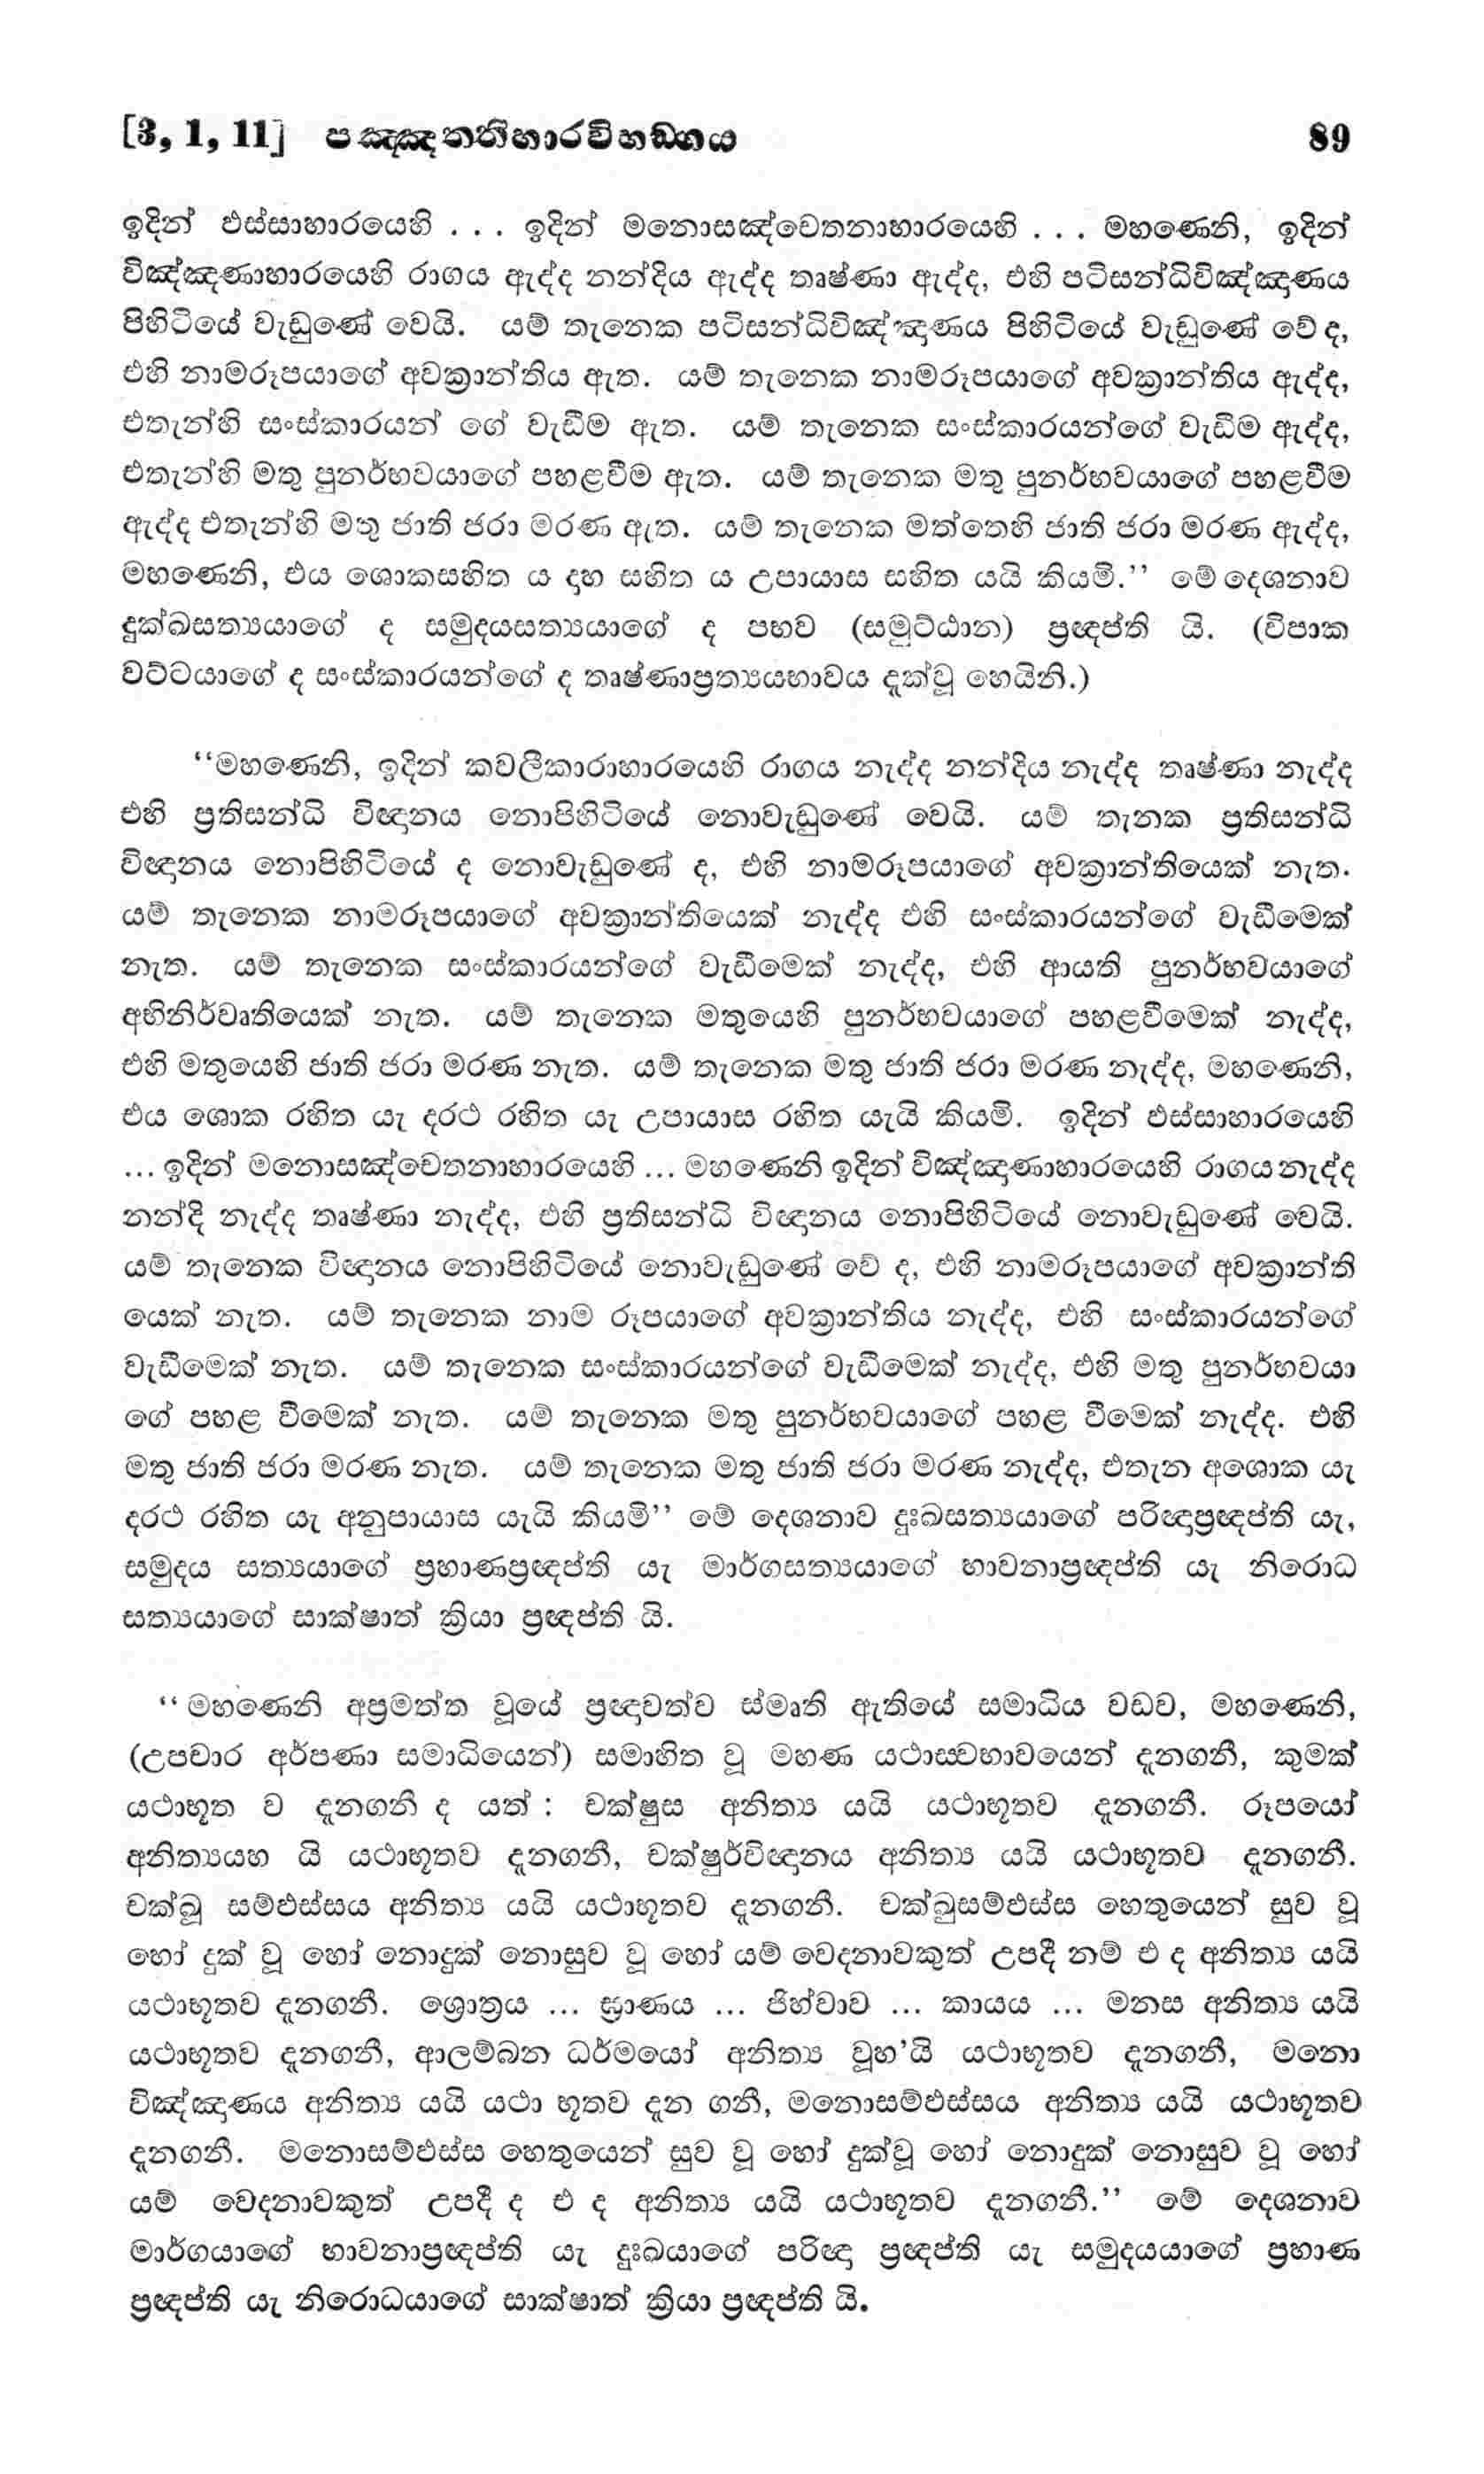 [3, 1, 11] පඤ්ඤත්තිහාරවිභඞ්ගය 89
ඉදින් ඵස්සාහාරයෙහි . . . ඉදින් මනොසඤ්චෙතනාහාරයෙහි . . . මහණෙනි, ඉදින්
විඤ්ඤණාහාරයෙහි රාගය ඇද්ද නන්දිය ඇද්ද තෘෂ්ණා ඇද්ද, එහි පටිසන්ධිවිඤ්ඤාණය
පිහිටියේ වැඩුණේ වෙයි. යම් තැනෙක පටිසන්ධිවිඤ්ඤාණය පිහිටියේ වැඩුණේ වේ ද,
එහි නාමරූපයාගේ අවක්‍රාන්තිය ඇත. යම් තැනෙක නාමරූපයාගේ අවක්‍රාන්තිය ඇද්ද,
එතැන්හි සංස්කාරයන් ගේ වැඩීම ඇත. යම් තැනෙක සංස්කාරයන්ගේ වැඩීම ඇද්ද,
එතැන්හි මතු පුනර්භවයාගේ පහළවීම ඇත. යම් තැනෙක මතු පුනර්භවයාගේ පහළවීම
ඇද්ද එතැන්හි මතු ජාති ජරා මරණ ඇත. යම් තැනෙක මත්තෙහි ජාති ජරා මරණ ඇද්ද,
මහණෙනි, එය ශොකසහිත ය දාහ සහිත ය උපායාස සහිත යයි කියමි.’’ මේ දෙශනාව
දුක්ඛසත්‍යයාගේ ද සමුදයසත්‍යයාගේ ද පභව (සමුට්ඨාන) ප්‍රඥප්ති යි. (විපාක
වට්ටයාගේ ද සංස්කාරයන්ගේ ද තෘෂ්ණාප්‍රත්‍යයභාවය දැක්වූ හෙයිනි.)
‘‘මහණෙනි, ඉදින් කවලීකාරාහාරයෙහි රාගය නැද්ද නන්දිය නැද්ද තෘෂ්ණා නැද්ද
එහි ප්‍රතිසන්ධි විඥානය නොපිහිටියේ නොවැඩුණේ වෙයි. යම් තැනක ප්‍රතිසන්ධි
විඥානය නොපිහිටියේ ද නොවැඩුණේ ද, එහි නාමරූපයාගේ අවක්‍රාන්තියෙක් නැත.
යම් තැනෙක නාමරූපයාගේ අවක්‍රාන්තියෙක් නැද්ද එහි සංස්කාරයන්ගේ වැඩීමෙක්
නැත. යම් තැනෙක සංස්කාරයන්ගේ වැඩීමෙක් නැද්ද, එහි ආයති පුනර්භවයාගේ
අභිනිර්වෘතියෙක් නැත. යම් තැනෙක මතුයෙහි පුනර්භවයාගේ පහළවීමෙක් නැද්ද,
එහි මතුයෙහි ජාති ජරා මරණ නැත. යම් තැනෙක මතු ජාති ජරා මරණ නැද්ද, මහණෙනි,
එය ශොක රහිත යැ දරථ රහිත යැ උපායාස රහිත යැයි කියමි. ඉදින් ඵස්සාහාරයෙහි
... ඉදින් මනොසඤ්චෙතනාහාරයෙහි ... මහණෙනි ඉදින් විඤ්ඤාණාහාරයෙහි රාගය නැද්ද
නන්දි නැද්ද තෘෂ්ණා නැද්ද, එහි ප්‍රතිසන්ධි විඥානය නොපිහිටියේ නොවැඩුණේ වෙයි.
යම් තැනෙක විඥානය නොපිහිටියේ නොවැඩුණේ වේ ද, එහි නාමරූපයාගේ අවක්‍රාන්ති
යෙක් නැත. යම් තැනෙක නාම රූපයාගේ අවක්‍රාන්තිය නැද්ද, එහි සංස්කාරයන්ගේ
වැඩීමෙක් නැත. යම් තැනෙක සංස්කාරයන්ගේ වැඩීමෙක් නැද්ද, එහි මතු පුනර්භවයා
ගේ පහළ වීමෙක් නැත. යම් තැනෙක මතු පුනර්භවයාගේ පහළ වීමෙක් නැද්ද. එහි
මතු ජාති ජරා මරණ නැත. යම් තැනෙක මතු ජාති ජරා මරණ නැද්ද, එතැන අශොක යැ
දරථ රහිත යැ අනුපායාස යැයි කියමි’’ මේ දෙශනාව දුඃඛසත්‍යයාගේ පරිඥාප්‍රඥප්ති යැ,
සමුදය සත්‍යයාගේ ප්‍රහාණප්‍රඥප්ති යැ මාර්ගසත්‍යයාගේ භාවනාප්‍රඥප්ති යැ නිරොධ
සත්‍යයාගේ සාක්ෂාත් ක්‍රියා ප්‍රඥප්ති යි.
‘‘ මහණෙනි අප්‍රමත්ත වූයේ ප්‍රඥාවත්ව ස්මෘති ඇතියේ සමාධිය වඩව, මහණෙනි,
(උපචාර අර්පණා සමාධියෙන්) සමාහිත වූ මහණ යථාස්වභාවයෙන් දැනගනී, කුමක්
යථාභූත ව දැනගනී ද යත් : චක්ෂුස අනිත්‍ය යයි යථාභූතව දැනගනී. රූපයෝ
අනිත්‍යයහ යි යථාභූතව දැනගනී, චක්ෂුර්විඥානය අනිත්‍ය යයි යථාභූතව දැනගනී.
චක්ඛු සම්ඵස්සය අනිත්‍ය යයි යථාභූතව දැනගනී. චක්ඛුසම්ඵස්ස හෙතුයෙන් සුව වූ
හෝ දුක් වූ හෝ නොදුක් නොසුව වූ හෝ යම් වෙදනාවකුත් උපදී නම් එ ද අනිත්‍ය යයි
යථාභූතව දැනගනී. ශ්‍රොත්‍රය ... ඝ්‍රාණය ... ජිහ්වාව ... කායය ... මනස අනිත්‍ය යයි
යථාභූතව දැනගනී, ආලම්බන ධර්මයෝ අනිත්‍ය වූහ’යි යථාභූතව දැනගනී, මනො
විඤ්ඤාණය අනිත්‍ය යයි යථා භූතව දැන ගනී, මනොසම්ඵස්සය අනිත්‍ය යයි යථාභූතව
දැනගනී. මනොසම්ඵස්ස හෙතුයෙන් සුව වූ හෝ දුක්වූ හෝ නොදුක් නොසුව වූ හෝ
යම් වෙදනාවකුත් උපදී ද එ ද අනිත්‍ය යයි යථාභූතව දැනගනී.’’ මේ දෙශනාව
මාර්ගයාගේ භාවනාප්‍රඥප්ති යැ දුඃඛයාගේ පරිඥා ප්‍රඥප්ති යැ සමුදයයාගේ ප්‍රහාණ
ප්‍රඥප්ති යැ නිරොධයාගේ සාක්ෂාත් ක්‍රියා ප්‍රඥප්ති යි.